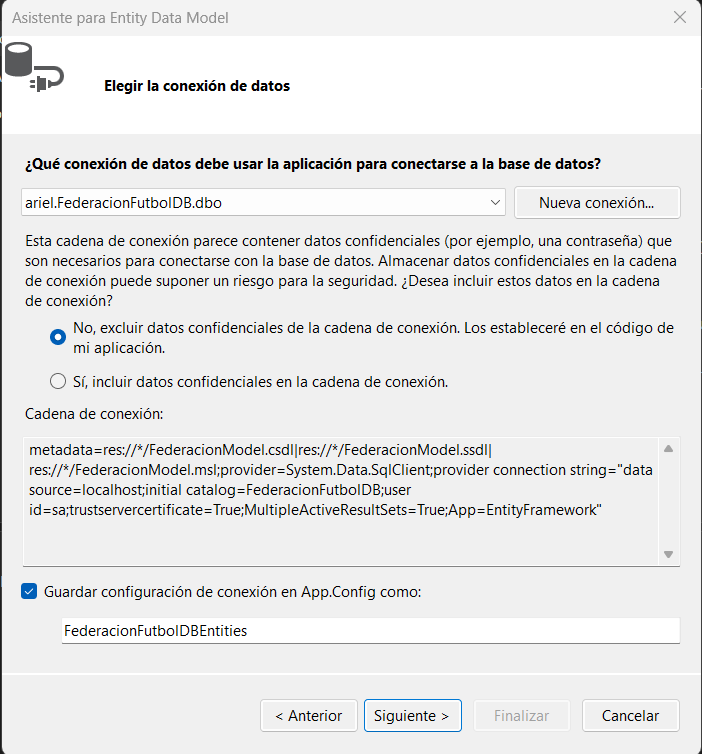 Asistente para Entity Data Model
Elegir la conexión de datos
¿Qué conexión de datos debe usar la aplicación para conectarse a la base de datos?
ariel.FederacionFutbolDB.dbo
Nueva conexión...
Esta cadena de conexión parece contener datos confidenciales (por ejemplo, una contraseña) que
son necesarios para conectarse con la base de datos. Almacenar datos confidenciales en la cadena
de conexión puede suponer un riesgo para la seguridad. ¿Desea incluir estos datos en la cadena
de conexión?
No, excluir datos confidenciales de la cadena de conexión. Los estableceré en el código de
mi aplicación.
Sí, incluir datos confidenciales en la cadena de conexión.
Cadena de conexión:
metadata=res://*/FederacionModel.csdl|res://*/FederacionModel.ssdl|
res://*/FederacionModel.msl;provider=System.Data.SqlClient;provider connection string="data
source=localhost;initial catalog=FederacionFutbolDB;user
id=sa;trustservercertificate=True;MultipleActiveResultSets=True;App=EntityFramework"
Guardar configuración de conexión en App.Config como:
FederacionFutbolDBEntities
< Anterior
Siguiente >
Finalizar
Cancelar